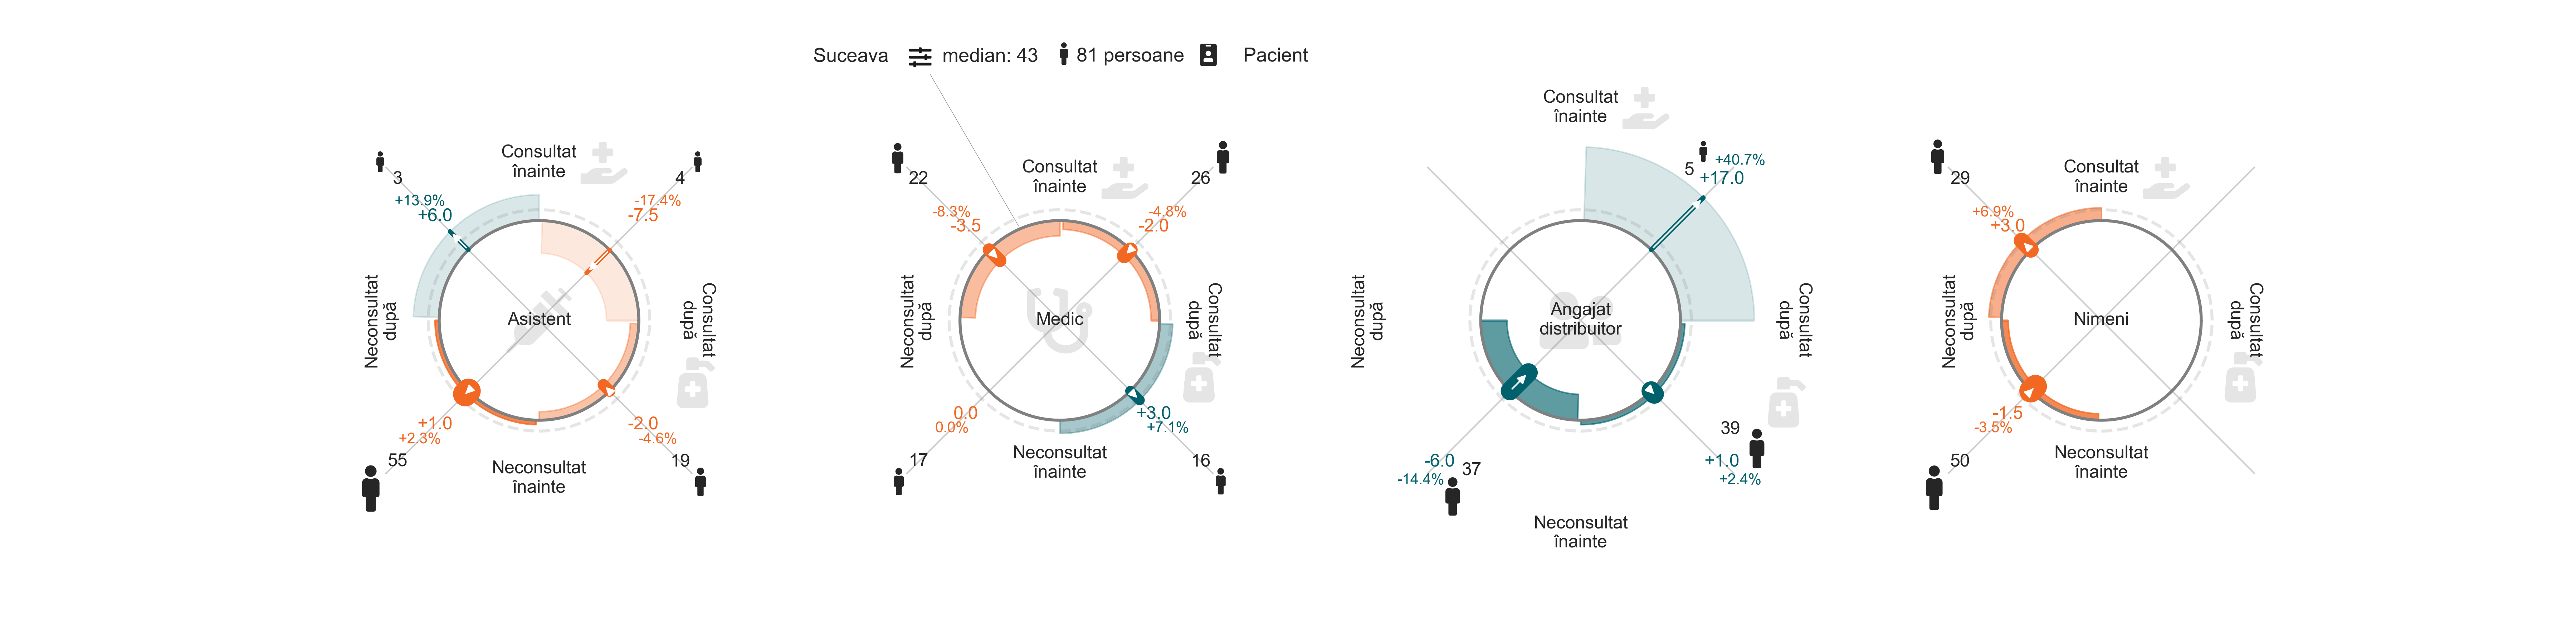 Suceava median: 43 81 persoane Pacient
Consultat
înainte
3
+13.9%
+6.0
4
-17.4%
-7.5
Neconsultat
după
Asistent
Consultat
după
+1.0
+2.3%
55
-2.0
-4.6%
19
Neconsultat
înainte
Consultat
înainte
22
-8.3%
-3.5
26
-4.8%
-2.0
Neconsultat
după
Medic
Consultat
după
0.0
0.0%
17
+3.0
+7.1%
16
Neconsultat
înainte
Consultat
înainte
5
+40.7%
+17.0
Neconsultat
după
Angajat
distribuitor
Consultat
după
-6.0
-14.4%
37
39
+1.0
+2.4%
Neconsultat
înainte
Consultat
înainte
29
+6.9%
+3.0
Neconsultat
după
Nimeni
Consultat
după
-1.5
-3.5%
50
Neconsultat
înainte